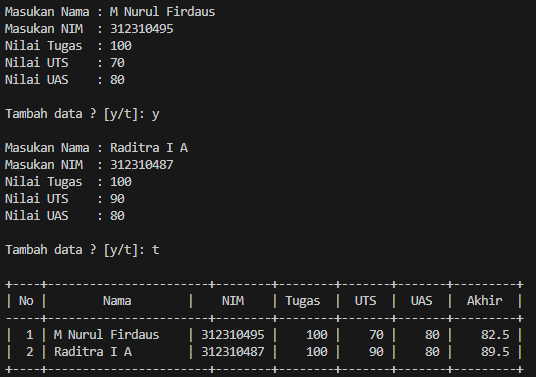 Masukan Nama : M Nurul Firdaus
Masukan NIM  : 312310495
Nilai Tugas  : 100
Nilai UTS    : 70
Nilai UAS    : 80

Tambah data ? [y/t]: y

Masukan Nama : Raditra I A
Masukan NIM  : 312310487
Nilai Tugas  : 100
Nilai UTS    : 90
Nilai UAS    : 80

Tambah data ? [y/t]: t

+----+-----------------------+-----------+--------+-------+-------+---------+
| No |        Nama        |    NIM    | Tugas |  UTS  |  UAS  |  Akhir  |
-----+-----------------------+-----------+--------+-------+-------+---------+
|  1 | M Nurul Firdaus    | 312310495 |   100 |    70 |    80 |    82.5 |
|  2 | Raditra I A        | 312310487 |   100 |    90 |    80 |    89.5 |
+----+-----------------------+-----------+--------+-------+-------+---------+